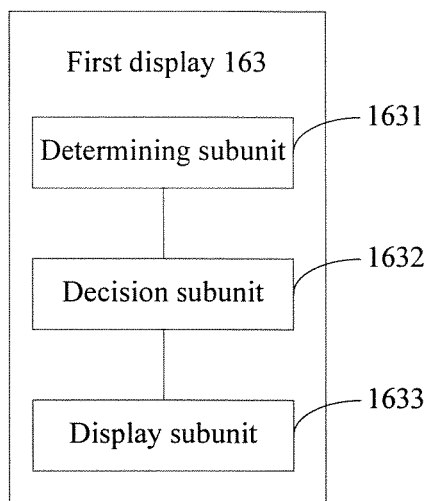 First display 163
1631
Determining subunit
1632
Decision subunit
1633
Display subunit